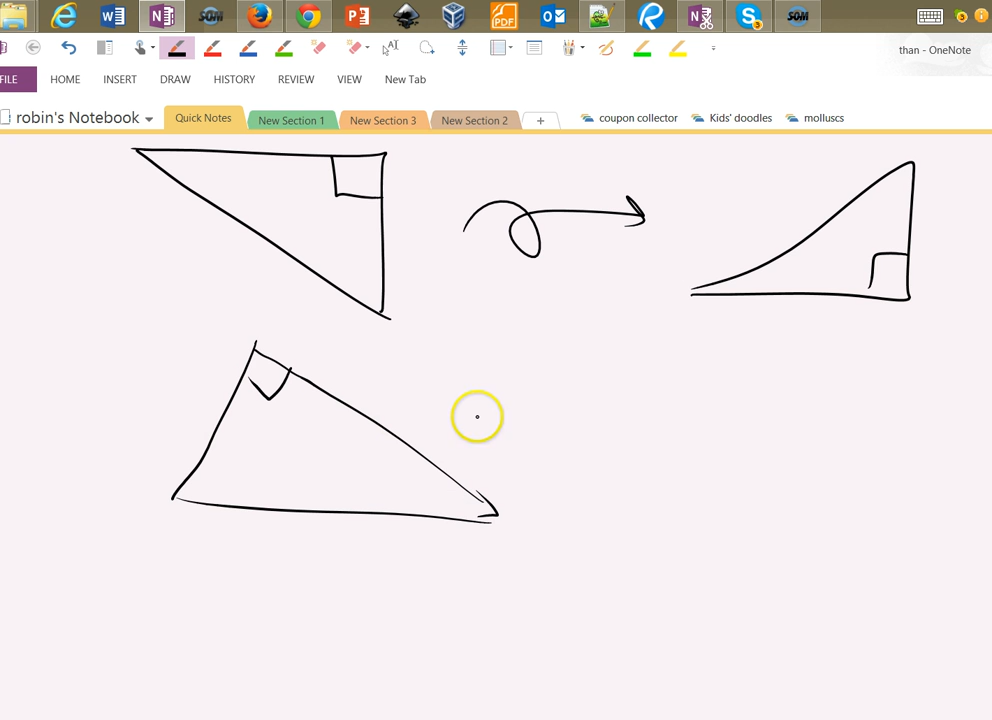 than - OneNote
FILE HOME INSERT DRAW HISTORY REVIEW VIEW New Tab
robin's Notebook Quick Notes New Section 1 New Section 3 New Section 2 + coupon collector Kids' doodles molluscs